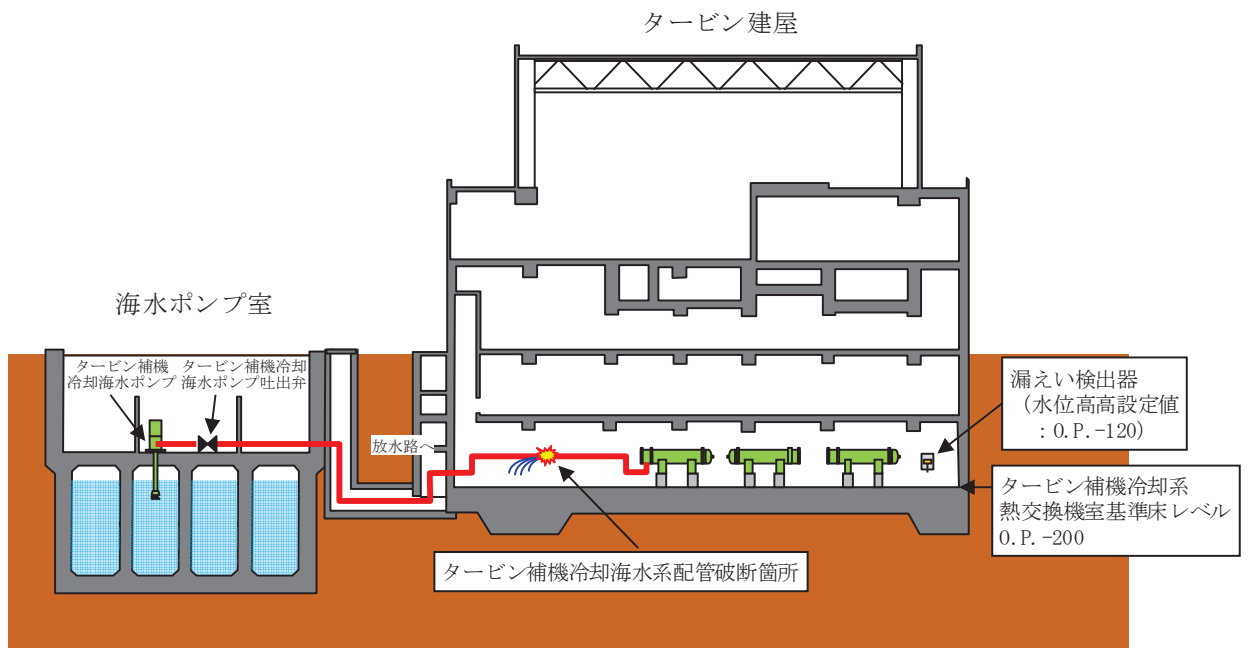 タービン建屋
海水ポンプ室
タービン補機
冷却海水ポンプ
タービン補機冷却
海水ポンプ吐出弁
放水路へ
漏えい検出器
（水位高高設定値
：O.P.-120）
タービン補機冷却系
熱交換機室基準床レベル
O.P.-200
タービン補機冷却海水系配管破断箇所